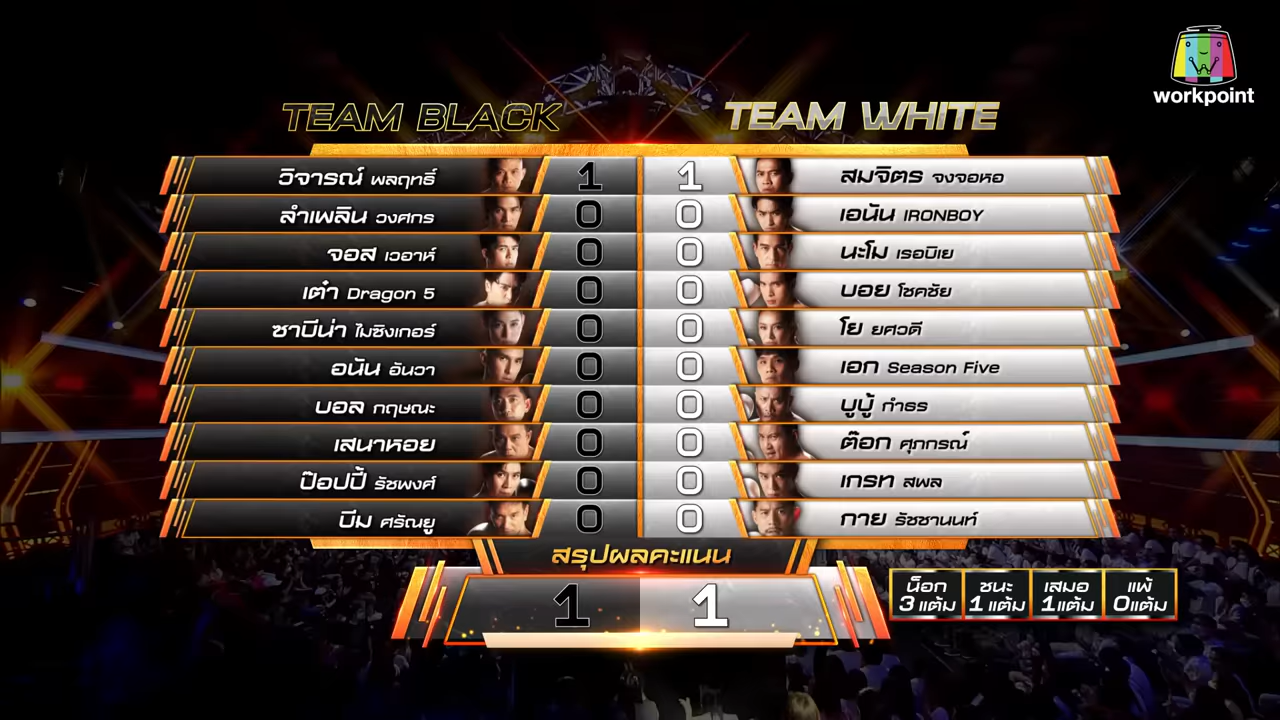 workpoint
TEAM BLACK TEAM WHITE
วิจารณ์ พลฤทธิ์ 1 1 สมจิตร จงจอหอ
ลำเพลิน วงศกร 0 0 เอนัน IRONBOY
จอส เวอาห์ 0 0 นะโม เรอบิเย
เต๋า Dragon 5 0 0 บอย โชคชัย
ซาบีน่า ไมซิงเกอร์ 0 0 โย ยศวดี
อนัน อันวา 0 0 เอก Season Five
บอล กฤษณะ 0 0 บูบู้ กำธร
เสนาหอย 0 0 ต๊อก ศุภกรณ์
ป๊อปปี้ รัชพงศ์ 0 0 เกรท สพล
บีม ศรัณยู 0 0 กาย รัชชานนท์
สรุปผลคะแนน
1 1
น็อก ชนะ เสมอ แพ้
3 แต้ม 1 แต้ม 1แต้ม 0แต้ม